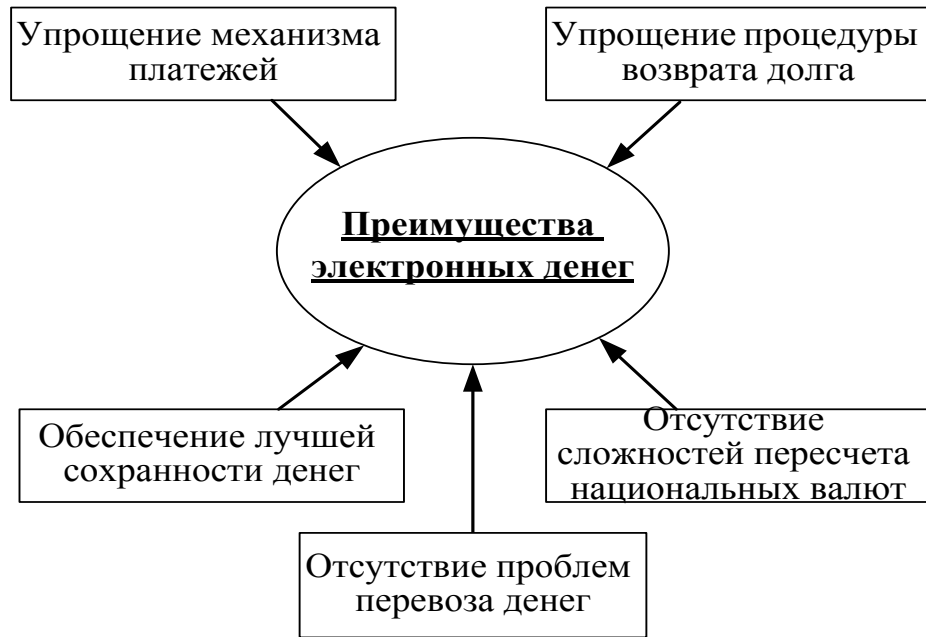 Упрощение механизма
платежей
Упрощение процедуры
возврата долга
Преимущества
электронных денег
Обеспечение лучшей
сохранности денег
Отсутствие
сложностей пересчета
национальных валют
Отсутствие проблем
перевоза денег